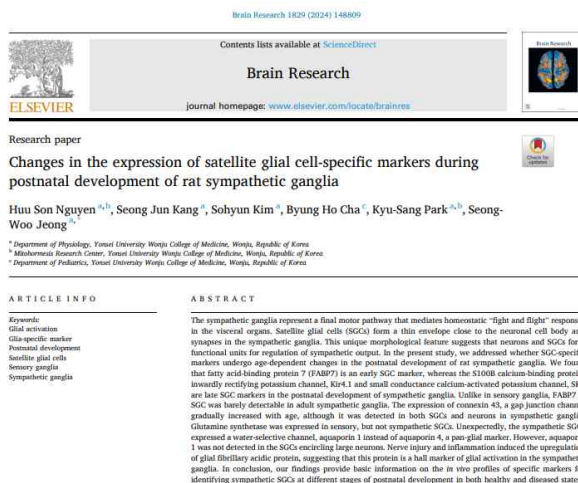 Brain Research 1829 (2024) 148809
Contents lists available at ScienceDirect
Brain Research
journal homepage: www.elsevier.com/locate/brainres
ELSEVIER
Brain Research
Research paper
Check for
updates
Changes in the expression of satellite glial cell-specific markers during
postnatal development of rat sympathetic ganglia
Huu Son Nguyen a,b, Seong Jun Kang a, Sohyun Kim a, Byung Ho Cha c, Kyu-Sang Park a,b, Seong-
Woo Jeong a,*
a Department of Physiology, Yonsei University Wonju College of Medicine, Wonju, Republic of Korea
b Mitohormesis Research Center, Yonsei University Wonju College of Medicine, Wonju, Republic of Korea
c Department of Pediatrics, Yonsei University Wonju College of Medicine, Wonju, Republic of Korea
ARTICLE INFO
Keywords:
Glial activation
Glia-specific marker
Postnatal development
Satellite glial cells
Sensory ganglia
Sympathetic ganglia
ABSTRACT
The sympathetic ganglia represent a final motor pathway that mediates homeostatic "fight and flight" respons
in the visceral organs. Satellite glial cells (SGCs) form a thin envelope close to the neuronal cell body an
synapses in the sympathetic ganglia. This unique morphological feature suggests that neurons and SGCs for
functional units for regulation of sympathetic output. In the present study, we addressed whether SGC-specif
markers undergo age-dependent changes in the postnatal development of rat sympathetic ganglia. We foun
that fatty acid-binding protein 7 (FABP7) is an early SGC marker, whereas the S100B calcium-binding protei
inwardly rectifying potassium channel, Kir4.1 and small conductance calcium-activated potassium channel, SK
are late SGC markers in the postnatal development of sympathetic ganglia. Unlike in sensory ganglia, FABP7
SGC was barely detectable in adult sympathetic ganglia. The expression of connexin 43, a gap junction chann
gradually increased with age, although it was detected in both SGCs and neurons in sympathetic gangli
Glutamine synthetase was expressed in sensory, but not sympathetic SGCs. Unexpectedly, the sympathetic SGC
expressed a water-selective channel, aquaporin 1 instead of aquaporin 4, a pan-glial marker. However, aquapor
1 was not detected in the SGCs encircling large neurons. Nerve injury and inflammation induced the upregulati
of glial fibrillary acidic protein, suggesting that this protein is a hall marker of glial activation in the sympathet
ganglia. In conclusion, our findings provide basic information on the in vivo profiles of specific markers f
identifying sympathetic SGCs at different stages of postnatal development in both healthy and diseased state